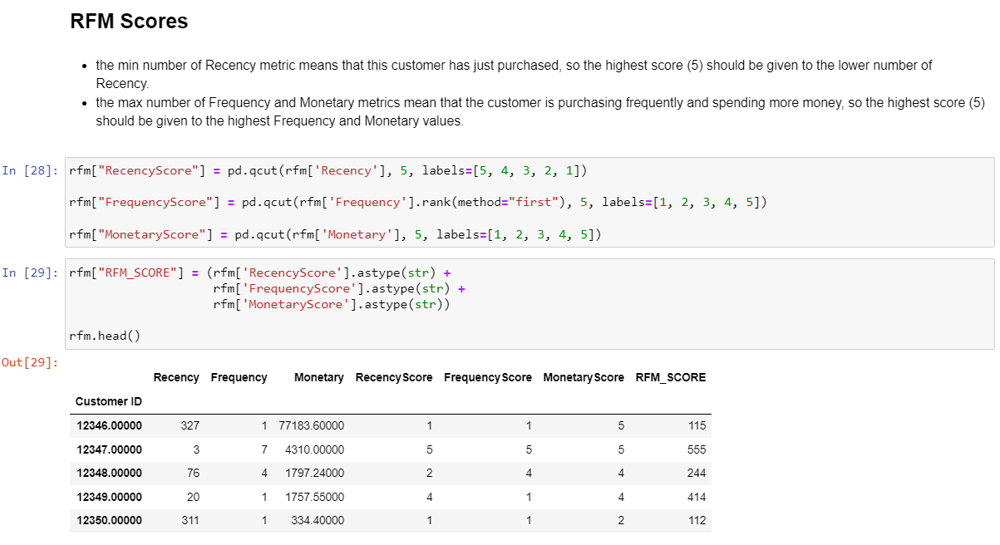 RFM Scores
• the min number of Recency metric means that this customer has just purchased, so the highest score (5) should be given to the lower number of
Recency.
• the max number of Frequency and Monetary metrics mean that the customer is purchasing frequently and spending more money, so the highest score (5)
should be given to the highest Frequency and Monetary values.
In [28]: rfm["RecencyScore"] = pd.qcut(rfm['Recency'], 5, labels=[5, 4, 3, 2, 1])
rfm["FrequencyScore"] = pd.qcut(rfm['Frequency'].rank(method="first"), 5, labels=[1, 2, 3, 4, 5])
rfm["MonetaryScore"] = pd.qcut(rfm['Monetary'], 5, labels=[1, 2, 3, 4, 5])
In [29]: rfm["RFM_SCORE"] = (rfm['RecencyScore'].astype(str) +
rfm['FrequencyScore'].astype(str) +
rfm['MonetaryScore'].astype(str))
rfm.head()
Out[29]:
Recency Frequency Monetary RecencyScore FrequencyScore MonetaryScore RFM_SCORE
Customer ID
12346.00000 327 1 77183.60000 1 1 5 115
12347.00000 3 7 4310.00000 5 5 5 555
12348.00000 76 4 1797.24000 2 4 4 244
12349.00000 20 1 1757.55000 4 1 4 414
12350.00000 311 1 334.40000 1 1 2 112